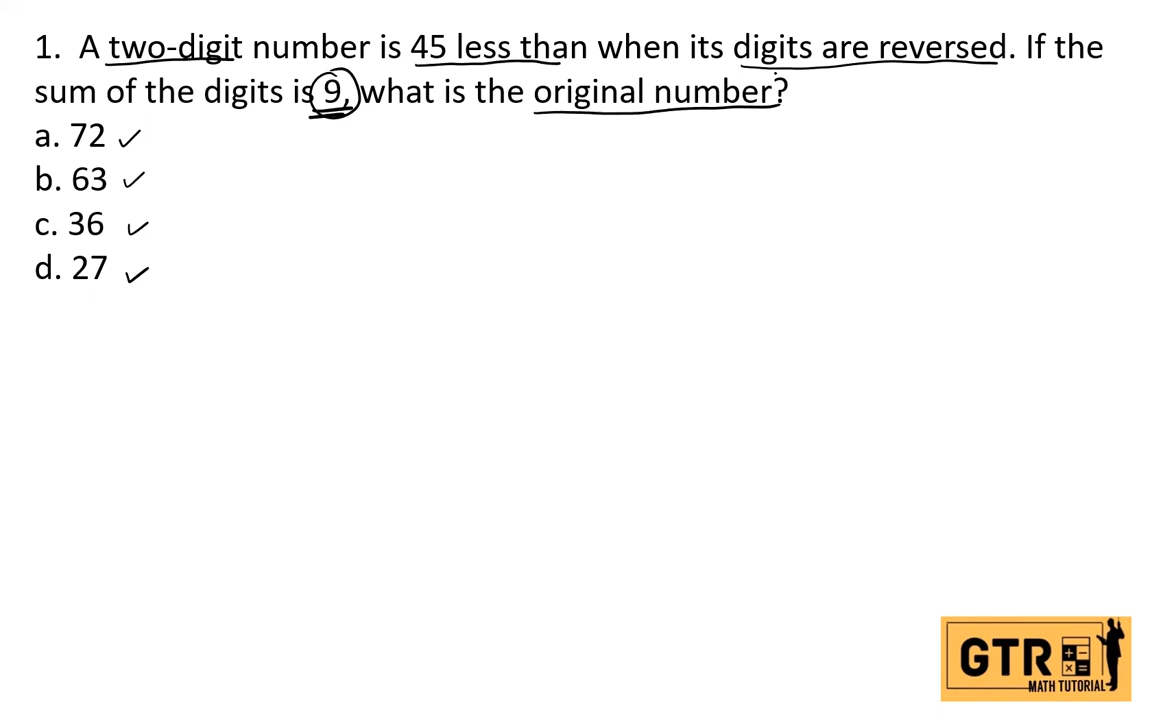 1. A two-digit number is 45 less than when its digits are reversed. If the
sum of the digits is 9, what is the original number?
a. 72
b. 63
c. 36
d. 27
GTR
MATH TUTORIAL